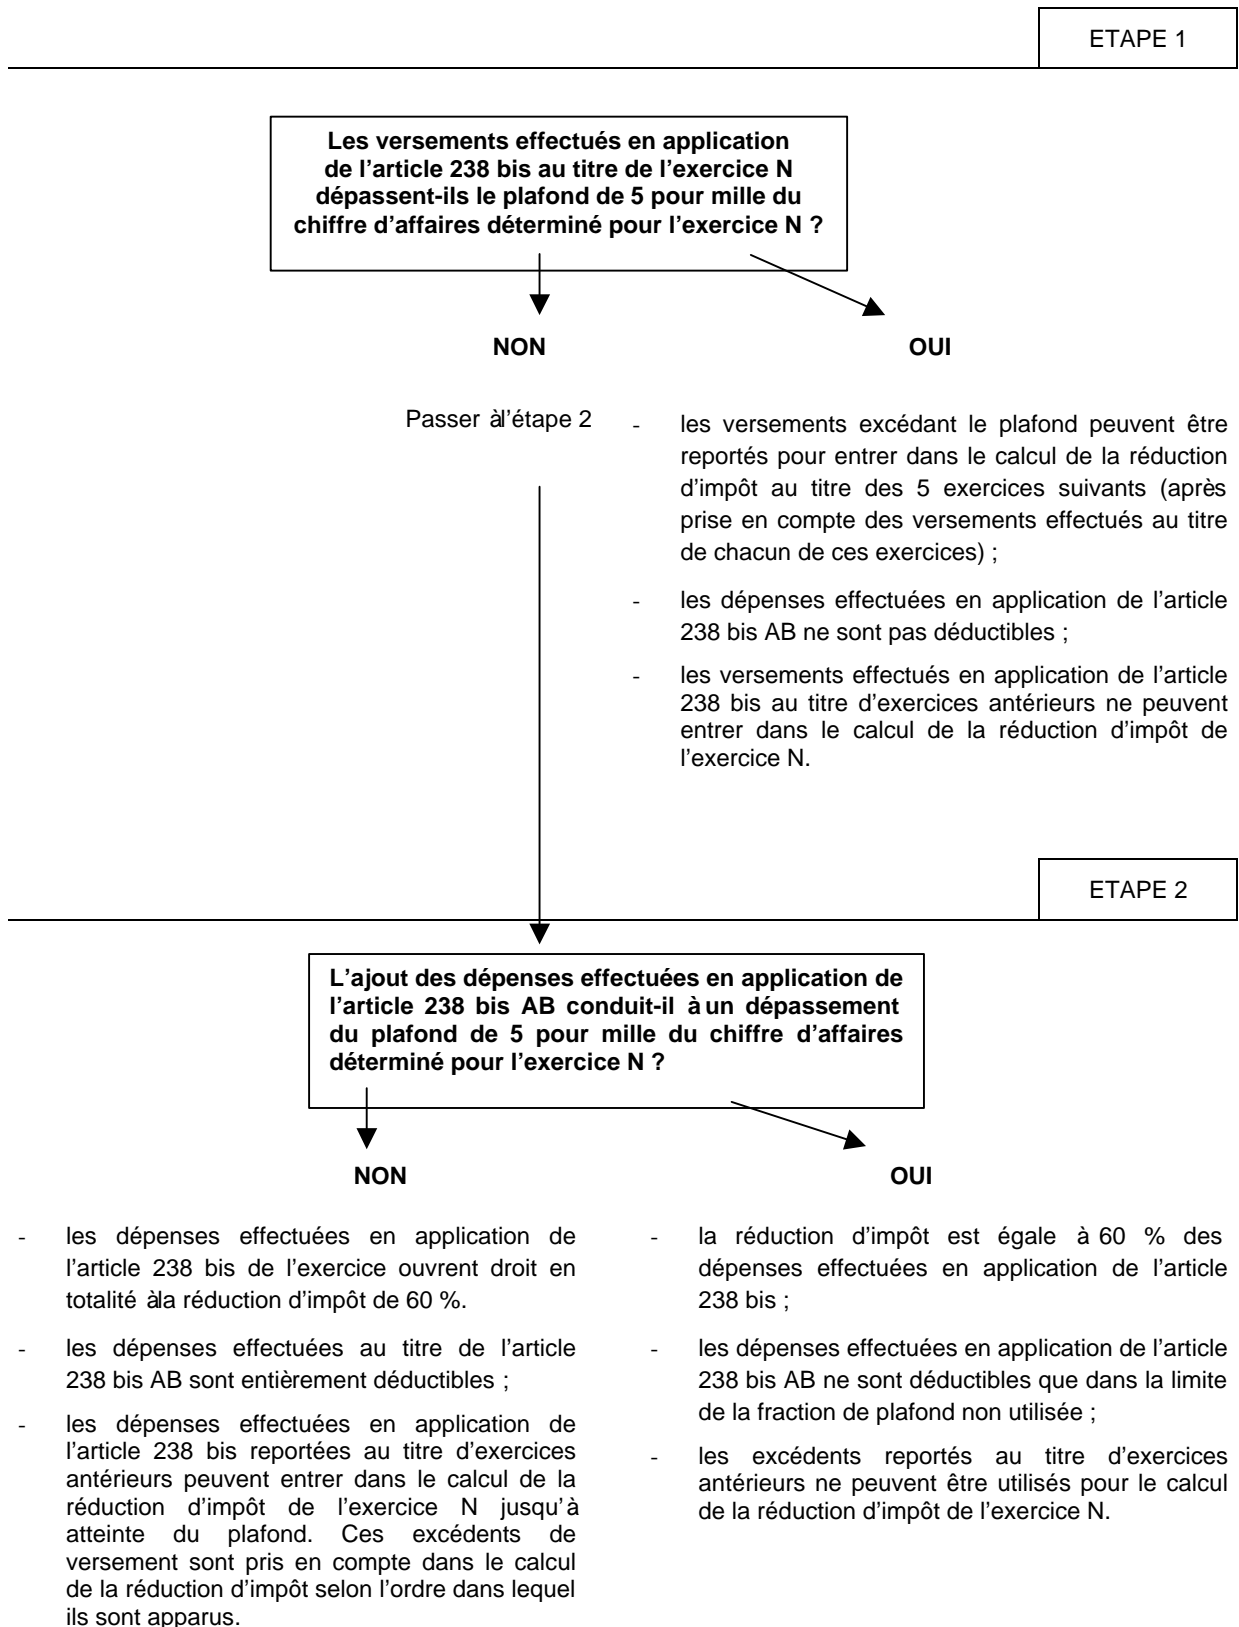 ETAPE 1
Les versements effectués en application
de l’article 238 bis au titre de l’exercice N
dépassent-ils le plafond de 5 pour mille du
chiffre d’affaires déterminé pour l’exercice N ?
NON
OUI
Passer àl’étape 2
- les versements excédant le plafond peuvent être
reportés pour entrer dans le calcul de la réduction
d’impôt au titre des 5 exercices suivants (après
prise en compte des versements effectués au titre
de chacun de ces exercices) ;
- les dépenses effectuées en application de l’article
238 bis AB ne sont pas déductibles ;
- les versements effectués en application de l’article
238 bis au titre d’exercices antérieurs ne peuvent
entrer dans le calcul de la réduction d’impôt de
l’exercice N.
ETAPE 2
L’ajout des dépenses effectuées en application de
l’article 238 bis AB conduit-il à un dépassement
du plafond de 5 pour mille du chiffre d’affaires
déterminé pour l’exercice N ?
NON
OUI
- les dépenses effectuées en application de
l’article 238 bis de l’exercice ouvrent droit en
totalité àla réduction d’impôt de 60 %.
- les dépenses effectuées au titre de l’article
238 bis AB sont entièrement déductibles ;
- les dépenses effectuées en application de
l’article 238 bis reportées au titre d’exercices
antérieurs peuvent entrer dans le calcul de la
réduction d’impôt de l’exercice N jusqu’à
atteinte du plafond. Ces excédents de
versement sont pris en compte dans le calcul
de la réduction d’impôt selon l’ordre dans lequel
ils sont apparus.
- la réduction d’impôt est égale à 60 % des
dépenses effectuées en application de l’article
238 bis ;
- les dépenses effectuées en application de l’article
238 bis AB ne sont déductibles que dans la limite
de la fraction de plafond non utilisée ;
- les excédents reportés au titre d’exercices
antérieurs ne peuvent être utilisés pour le calcul
de la réduction d’impôt de l’exercice N.